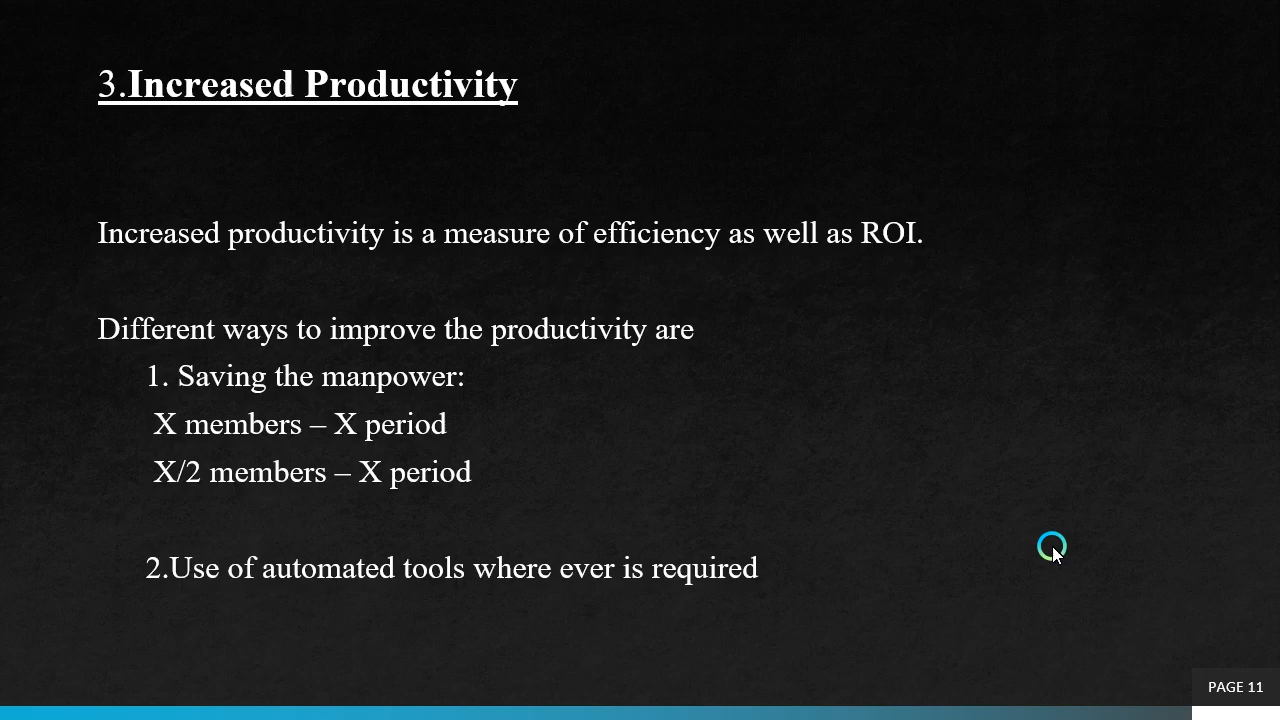 3.Increased Productivity
Increased productivity is a measure of efficiency as well as ROI.
Different ways to improve the productivity are
1. Saving the manpower:
X members – X period
X/2 members – X period
2.Use of automated tools where ever is required
PAGE 11